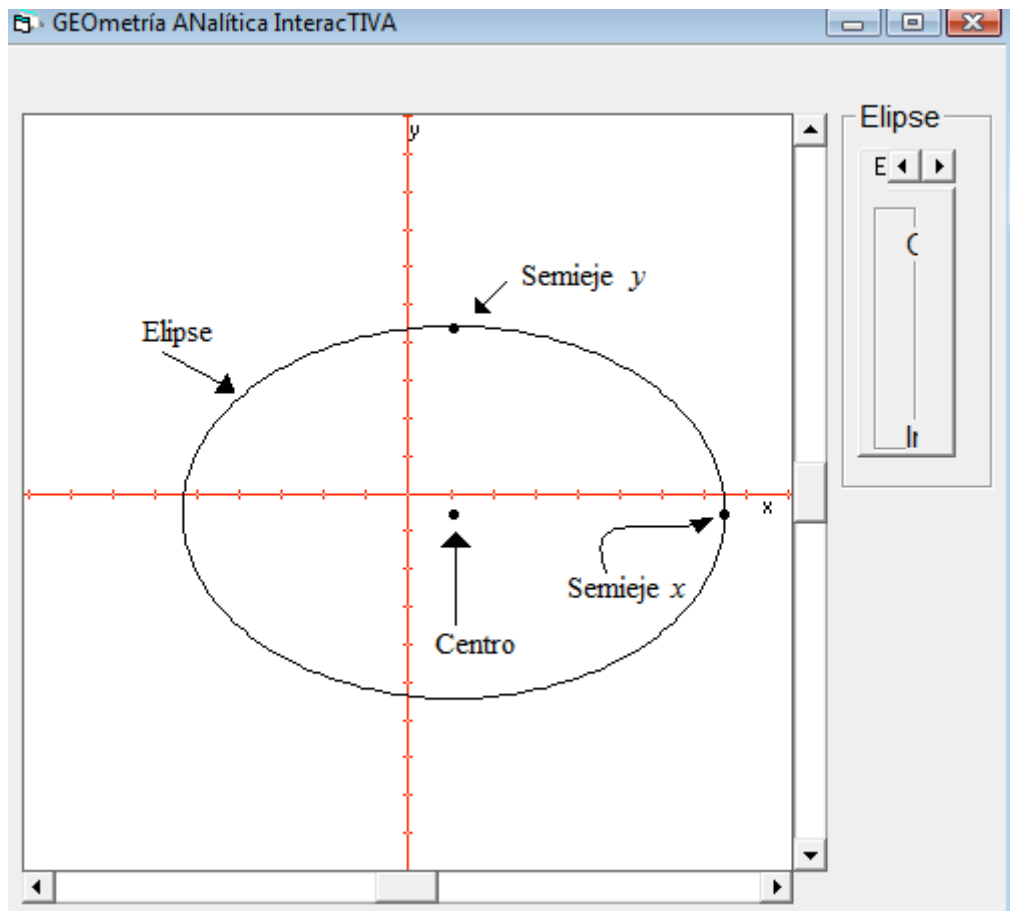 GEOmetría ANalítica InteracTIVA
Elipse
E
y
Semieje y
Elipse
x
Semieje x
Centro